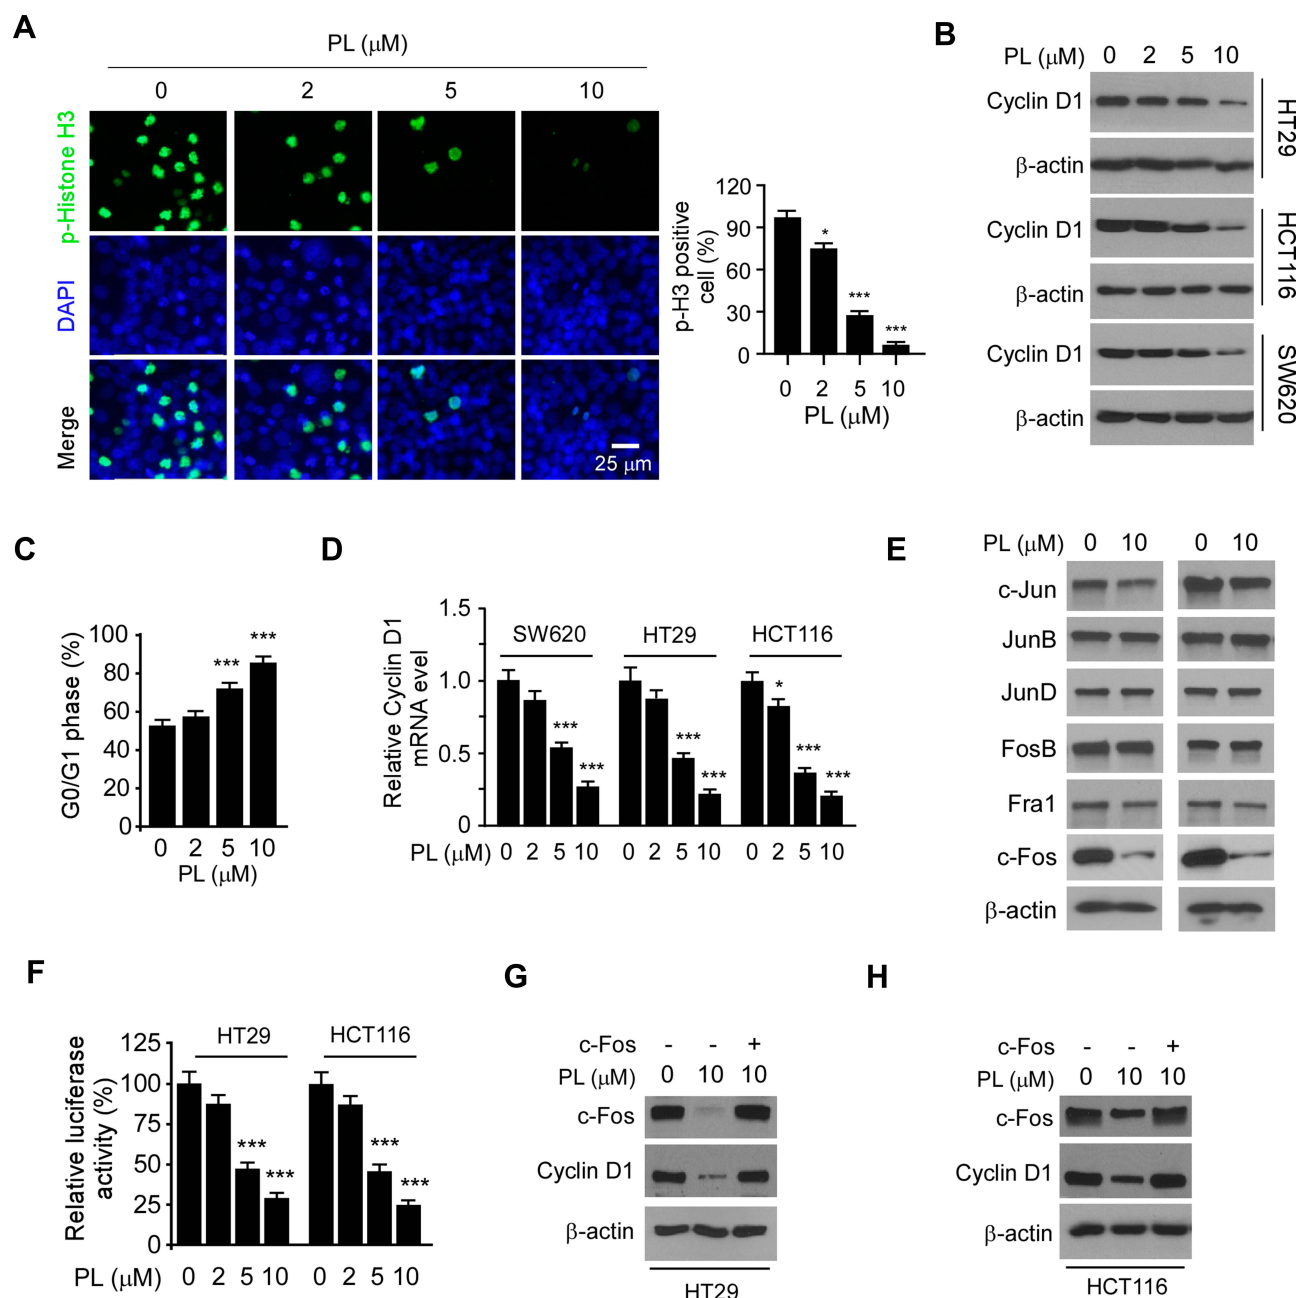 A
PL (μM)
0 2 5 10
p-Histone H3
DAPI
Merge
25 μm
p-H3 positive
cell (%)
120
90
60
30
0
*
***
***
0 2 5 10
PL (μM)
B
PL (μM) 0 2 5 10
Cyclin D1
β-actin
HT29
Cyclin D1
β-actin
HCT116
Cyclin D1
β-actin
SW620
C
G0/G1 phase (%)
100
80
60
40
20
0
***
***
0 2 5 10
PL (μM)
D
Relative Cyclin D1
mRNA evel
1.5
1.0
0.5
0
SW620 HT29 HCT116
***
***
***
***
*
***
***
PL (μM) 0 2 5 10 0 2 5 10 0 2 5 10
E
PL (μM) 0 10 0 10
c-Jun
JunB
JunD
FosB
Fra1
c-Fos
β-actin
F
Relative luciferase
activity (%)
125
100
75
50
25
0
HT29 HCT116
***
***
***
***
PL (μM) 0 2 5 10 0 2 5 10
G
c-Fos - - +
PL (μM) 0 10 10
c-Fos
Cyclin D1
β-actin
HT29
H
c-Fos - - +
PL (μM) 0 10 10
c-Fos
Cyclin D1
β-actin
HCT116